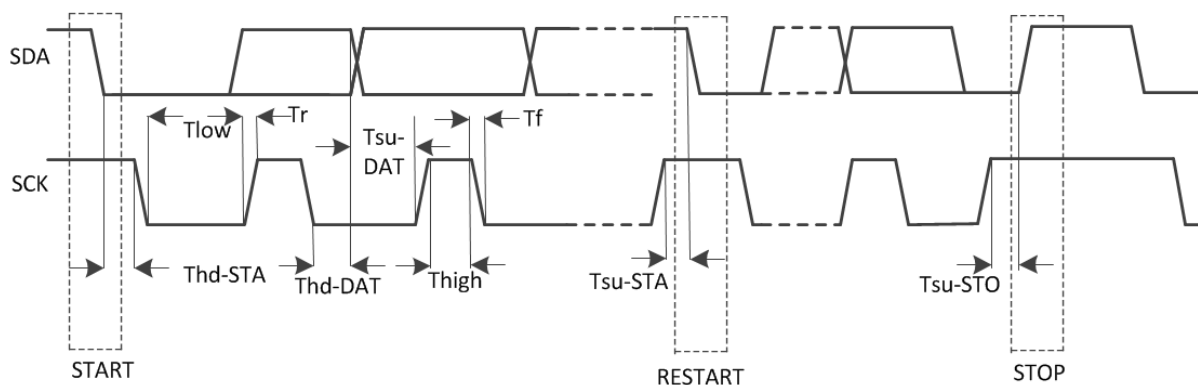 SDA
Tlow
Tr
Tsu-
DAT
Tf
SCK
Thd-STA
Thd-DAT
Thigh
Tsu-STA
Tsu-STO
START
RESTART
STOP